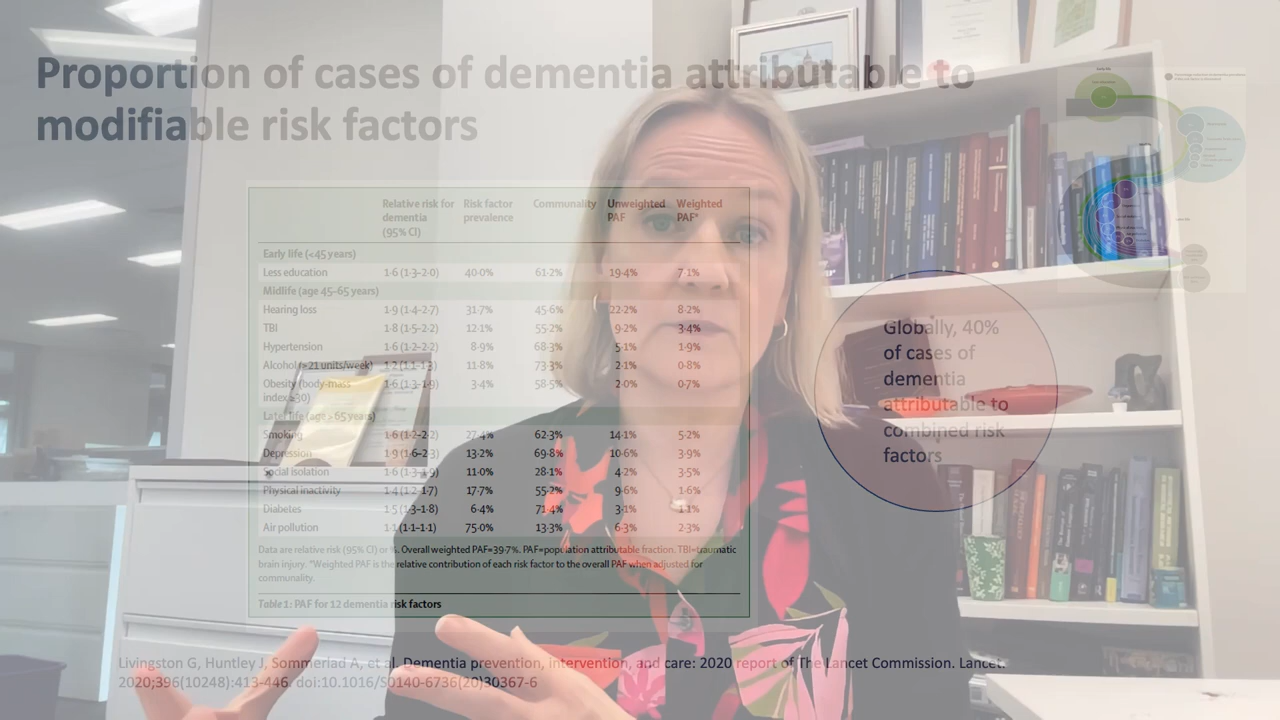 Proportion of cases of dementia attributable to
modifiable risk factors
Relative risk for dementia (95% CI) Risk factor prevalence Communality Unweighted PAF Weighted PAF*
Early life (<45 years)
Less education 1·6 (1·3–2·0) 40·0% 61·2% 19·4% 7·1%
Midlife (age 45–65 years)
Hearing loss 1·9 (1·4–2·7) 31·7% 45·6% 22·2% 8·2%
TBI 1·8 (1·5–2·2) 12·1% 55·2% 9·2% 3·4%
Hypertension 1·6 (1·2–2·2) 8·9% 68·3% 5·1% 1·9%
Alcohol (>21 units/week) 1·2 (1·1–1·3) 11·8% 73·3% 2·1% 0·8%
Obesity (body-mass index ≥30) 1·6 (1·3–1·9) 3·4% 58·5% 2·0% 0·7%
Later life (age >65 years)
Smoking 1·6 (1·2–2·2) 27·4% 62·3% 14·1% 5·2%
Depression 1·9 (1·6–2·3) 13·2% 69·8% 10·6% 3·9%
Social isolation 1·6 (1·3–1·9) 11·0% 28·1% 4·2% 3·5%
Physical inactivity 1·4 (1·2–1·7) 17·7% 55·2% 9·6% 1·6%
Diabetes 1·5 (1·3–1·8) 6·4% 71·4% 3·1% 1·1%
Air pollution 1·1 (1·1–1·1) 75·0% 13·3% 6·3% 2·3%
Data are relative risk (95% CI) or %. Overall weighted PAF=39·7%. PAF=population attributable fraction. TBI=traumatic
brain injury. *Weighted PAF is the relative contribution of each risk factor to the overall PAF when adjusted for
communality.
Table 1: PAF for 12 dementia risk factors
Globally, 40%
of cases of
dementia
attributable to
combined risk
factors
Livingston G, Huntley J, Sommerlad A, et al. Dementia prevention, intervention, and care: 2020 report of The Lancet Commission. Lancet.
2020;396(10248):413-446. doi:10.1016/S0140-6736(20)30367-6